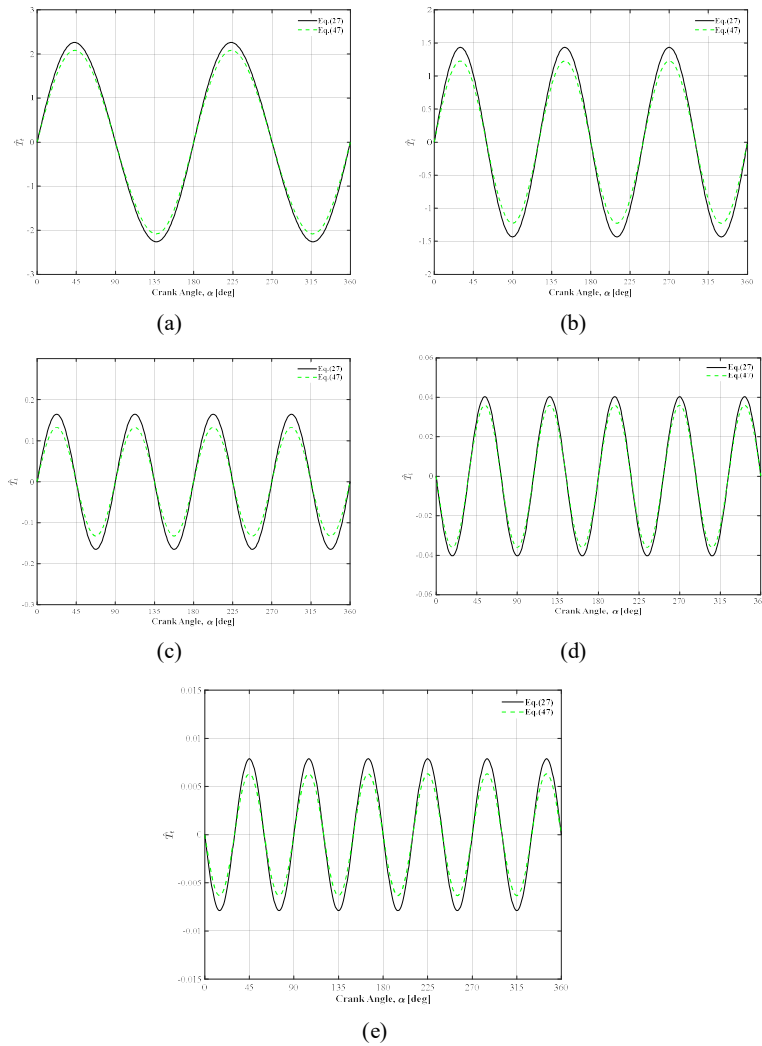 3
2
1
0
-1
-2
-3
T̂t
0 45 90 135 180 225 270 315 360
Crank Angle, α [deg]
Eq.(27)
Eq.(47)
(a)
2
1.5
1
0.5
0
-0.5
-1
-1.5
-2
T̂t
0 45 90 135 180 225 270 315 360
Crank Angle, α [deg]
Eq.(27)
Eq.(47)
(b)
0.2
0.1
0
-0.1
-0.2
-0.3
T̂t
0 45 90 135 180 225 270 315 360
Crank Angle, α [deg]
Eq.(27)
Eq.(47)
(c)
0.06
0.04
0.02
0
-0.02
-0.04
-0.06
T̂t
0 45 90 135 180 225 270 315 36
Crank Angle, α [deg]
Eq.(27)
Eq.(47)
(d)
0.015
0.01
0.005
0
-0.005
-0.01
-0.015
T̂t
0 45 90 135 180 225 270 315 360
Crank Angle, α [deg]
Eq.(27)
Eq.(47)
(e)